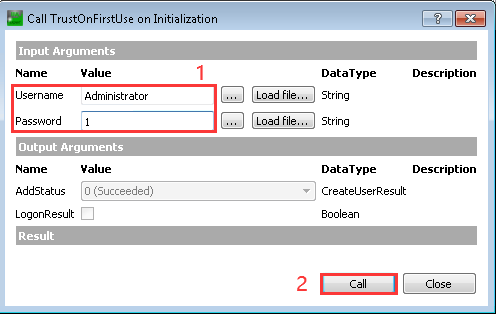 Call TrustOnFirstUse on Initialization
Input Arguments
Name Value DataType Description
1
Username Administrator ... Load file... String
Password 1 ... Load file... String
Output Arguments
Name Value DataType Description
AddStatus 0 (Succeeded) CreateUserResult
LogonResult Boolean
Result
2 Call Close